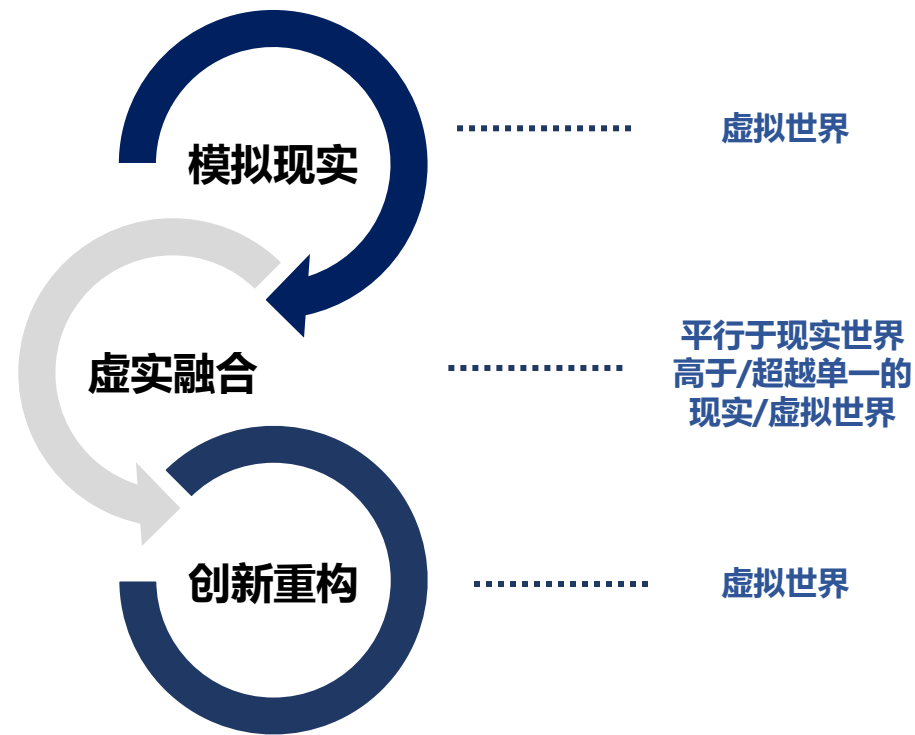 模拟现实
虚拟世界
虚实融合
平行于现实世界
高于/超越单一的
现实/虚拟世界
创新重构
虚拟世界